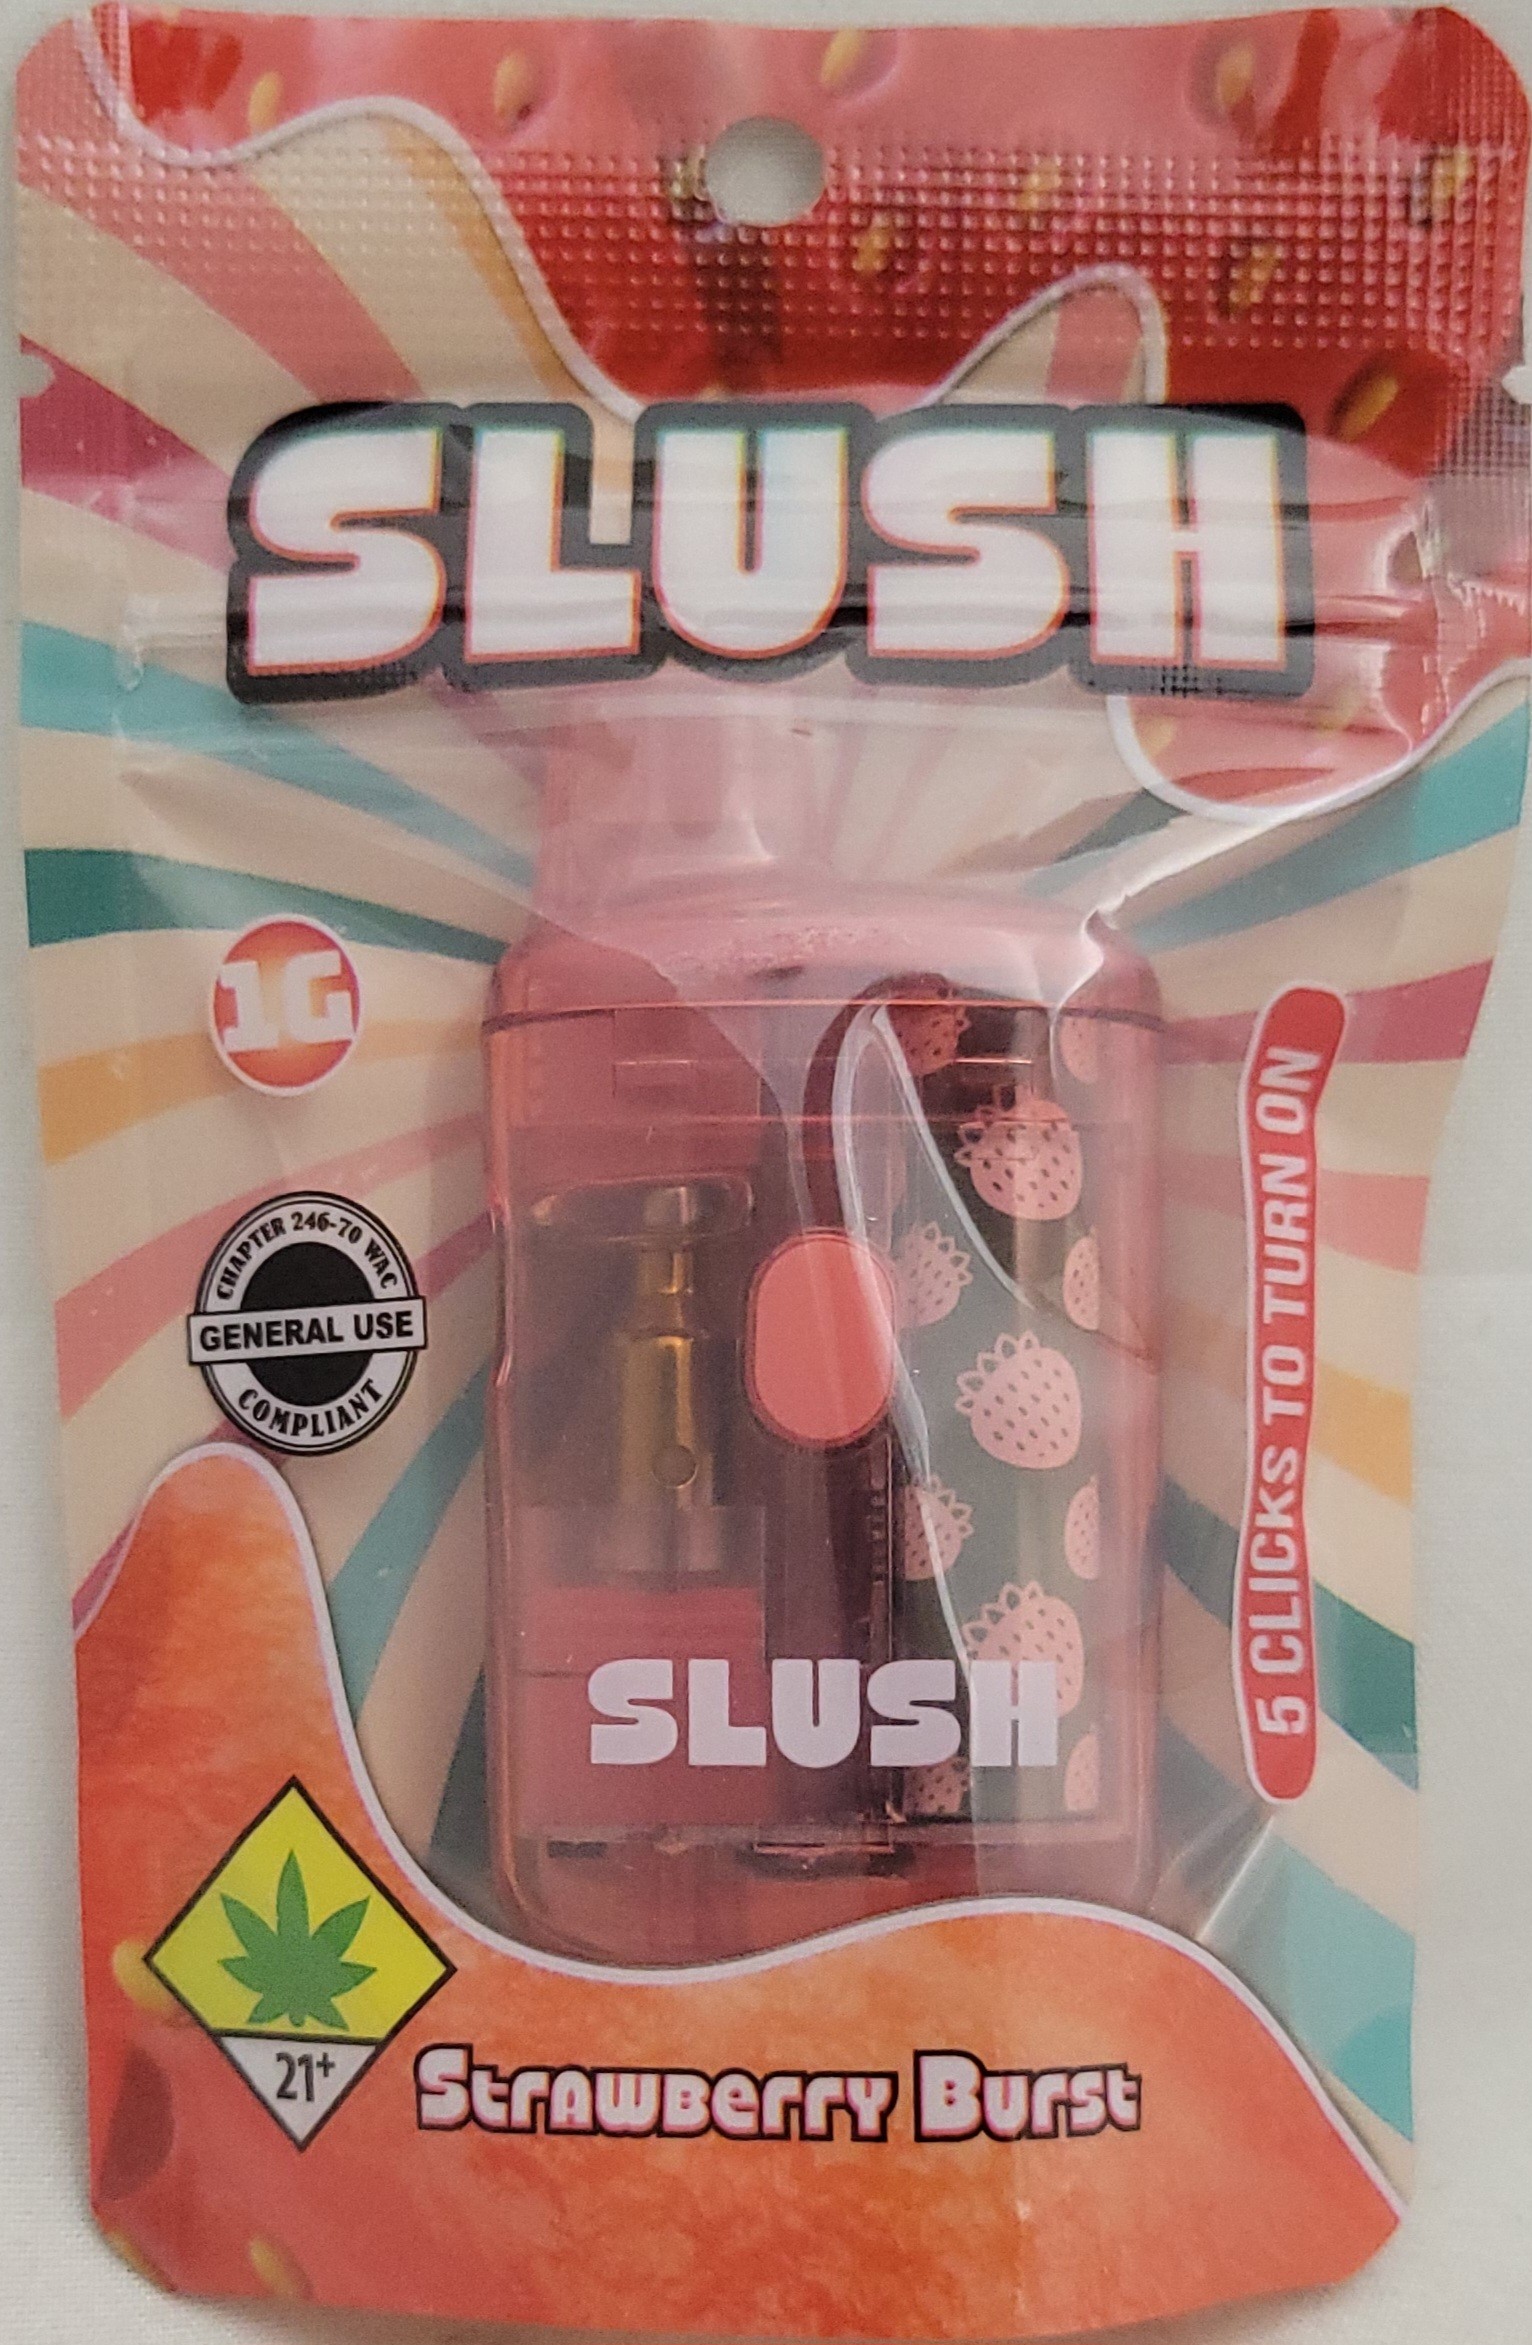 SLUSH
1G
CHAPTER 246-70 WAC
GENERAL USE
COMPLIANT
5 CLICKS TO TURN ON
SLUSH
21+
Strawberry Burst